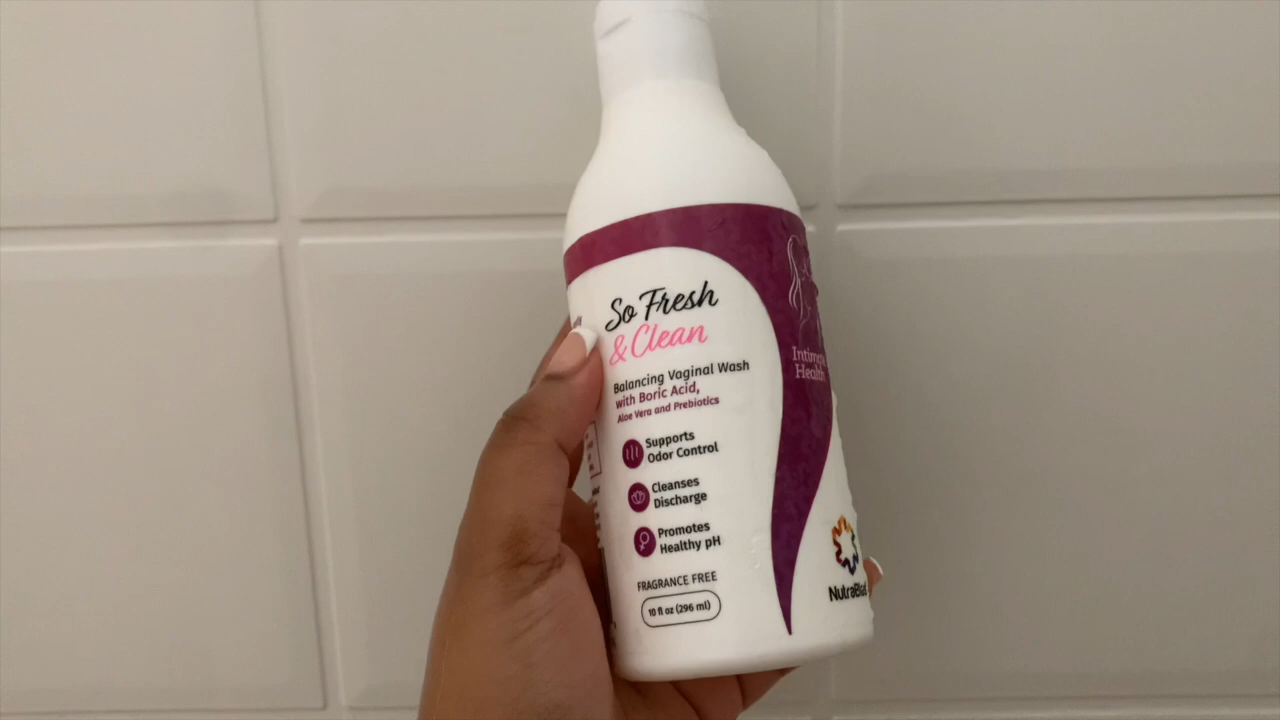 So Fresh
& Clean
Balancing Vaginal Wash
with Boric Acid,
Aloe Vera and Prebiotics
Supports
Odor Control
Cleanses
Discharge
Promotes
Healthy pH
FRAGRANCE FREE
10 fl oz (296 ml)
Intimate
Health